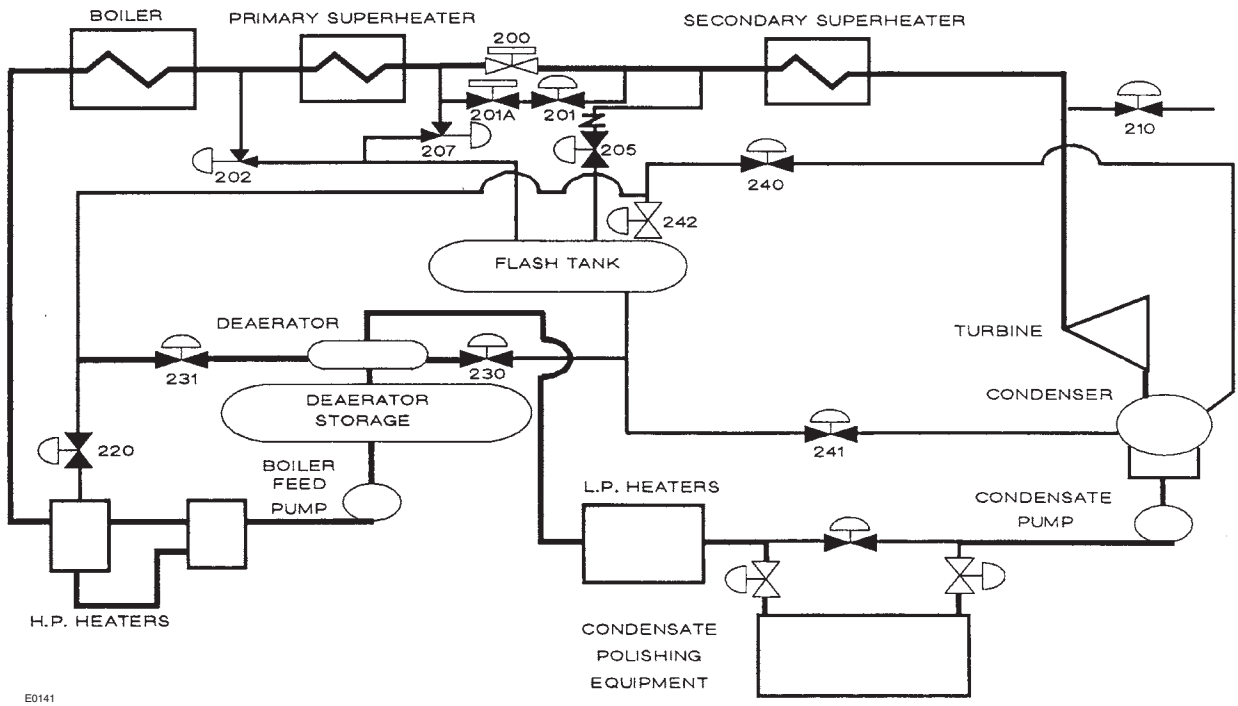 BOILER
PRIMARY SUPERHEATER
200
SECONDARY SUPERHEATER
201A
201
210
207
205
202
240
242
FLASH TANK
DEAERATOR
TURBINE
231
230
DEAERATOR
STORAGE
CONDENSER
220
241
BOILER
FEED
PUMP
L.P. HEATERS
CONDENSATE
PUMP
H.P. HEATERS
CONDENSATE
POLISHING
EQUIPMENT
E0141